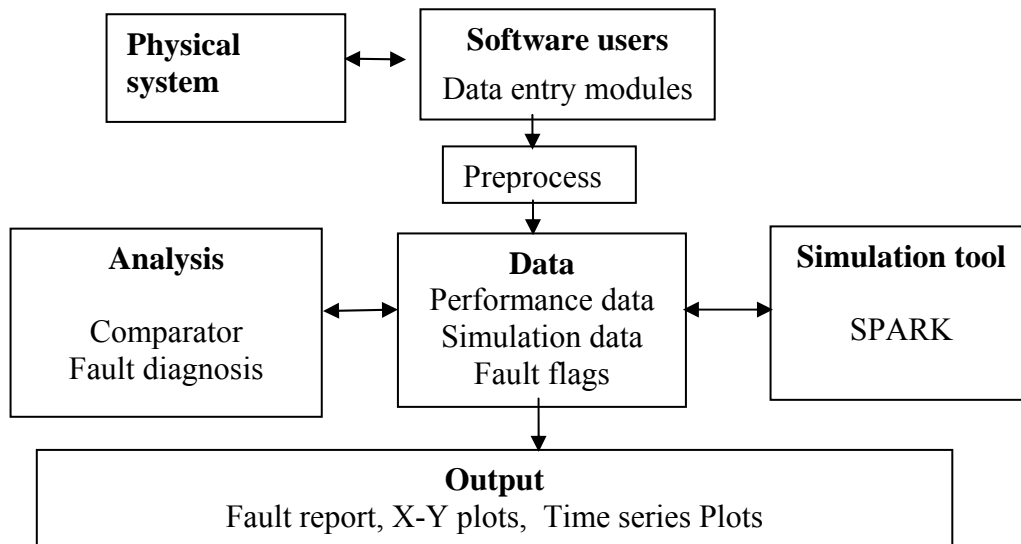 Physical
system
Software users
Data entry modules
Preprocess
Analysis
Comparator
Fault diagnosis
Data
Performance data
Simulation data
Fault flags
Simulation tool
SPARK
Output
Fault report, X-Y plots,  Time series Plots